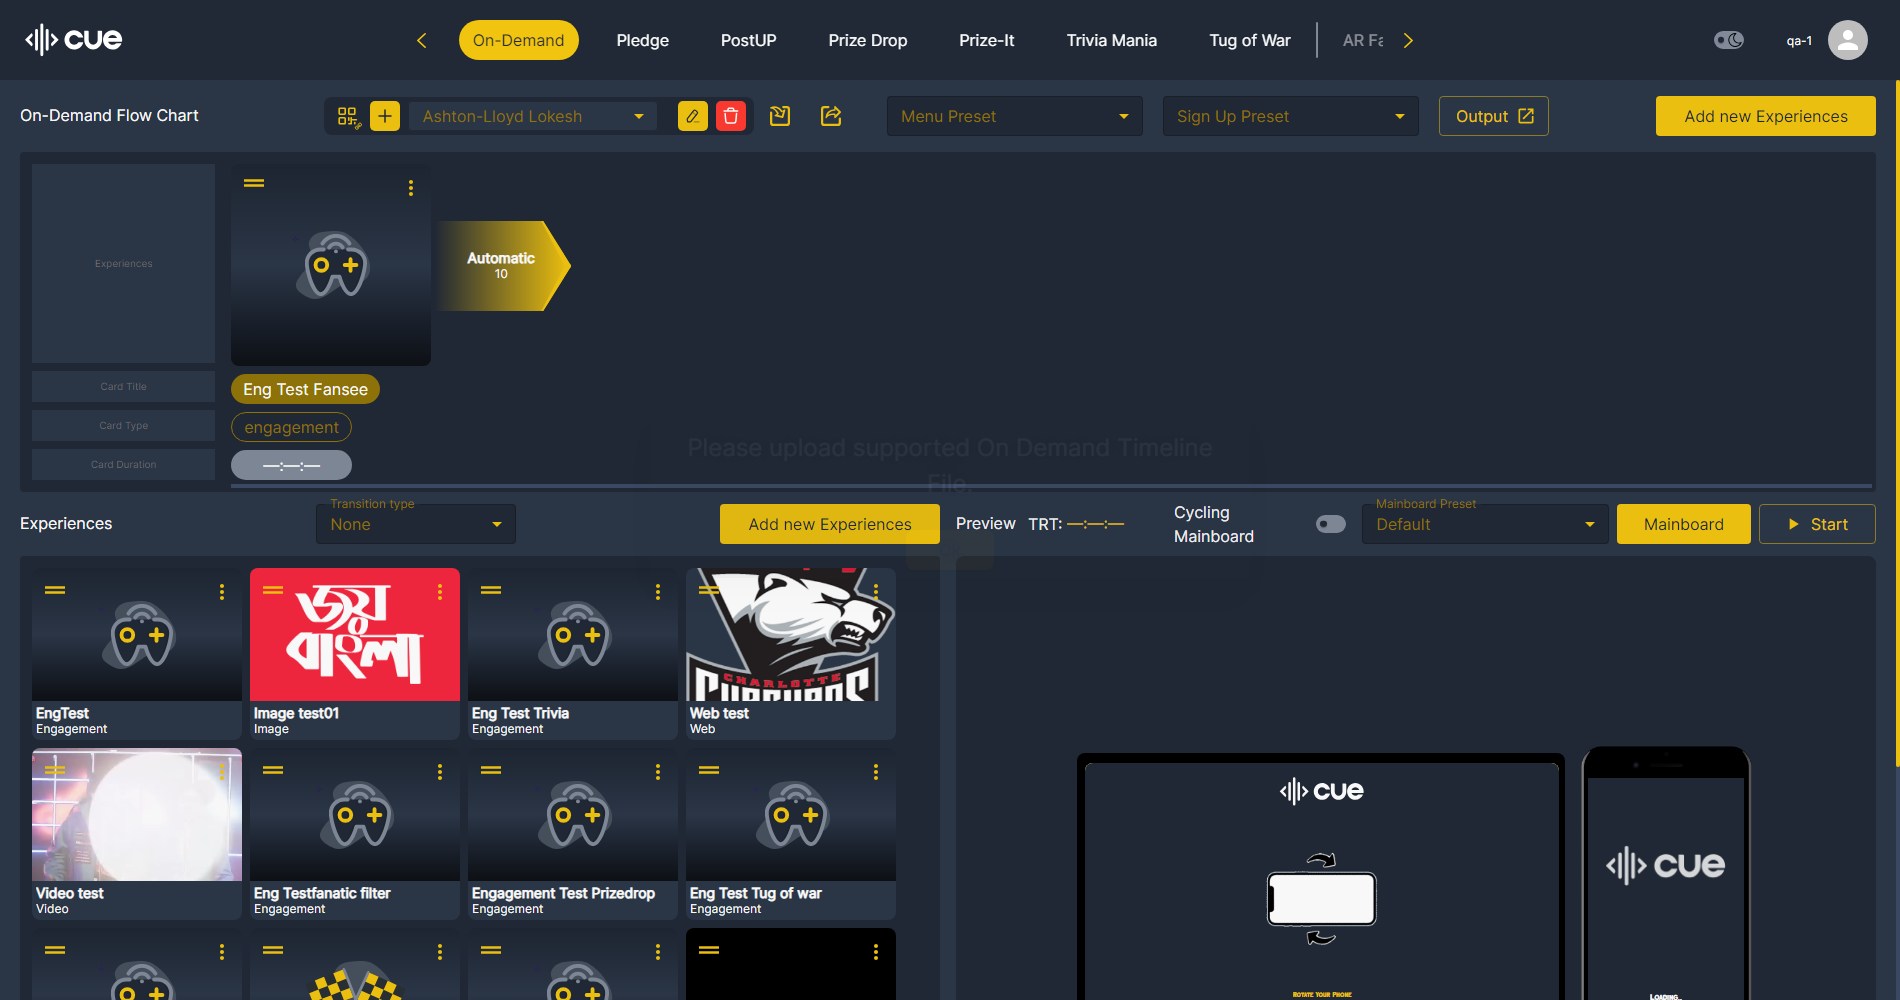 cue
On-Demand
Pledge
PostUP
Prize Drop
Prize-It
Trivia Mania
Tug of War
AR Fa
qa-1
On-Demand Flow Chart
Ashton-Lloyd Lokesh
Menu Preset
Sign Up Preset
Output
Add new Experiences
Experiences
Automatic
10
Card Title
Eng Test Fansee
Card Type
engagement
Card Duration
—:—:—
Please upload supported On Demand Timeline
File.
Experiences
Transition type
None
Add new Experiences
Preview
TRT: —:—:—
Cycling
Mainboard
Mainboard Preset
Default
Mainboard
Start
EngTest
Engagement
জয়
বাংলা
Image test01
Image
Eng Test Trivia
Engagement
CHARLOTTE
Web test
Web
Video test
Video
Eng Testfanatic filter
Engagement
Engagement Test Prizedrop
Engagement
Eng Test Tug of war
Engagement
cue
Rotate Your Phone
cue
Loading..